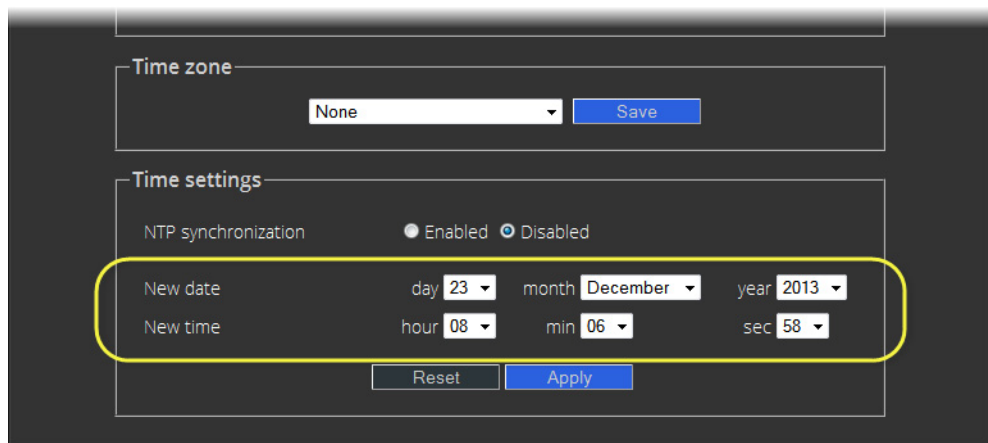 Time zone
None Save
Time settings
NTP synchronization Enabled Disabled
New date day 23 month December year 2013
New time hour 08 min 06 sec 58
Reset Apply